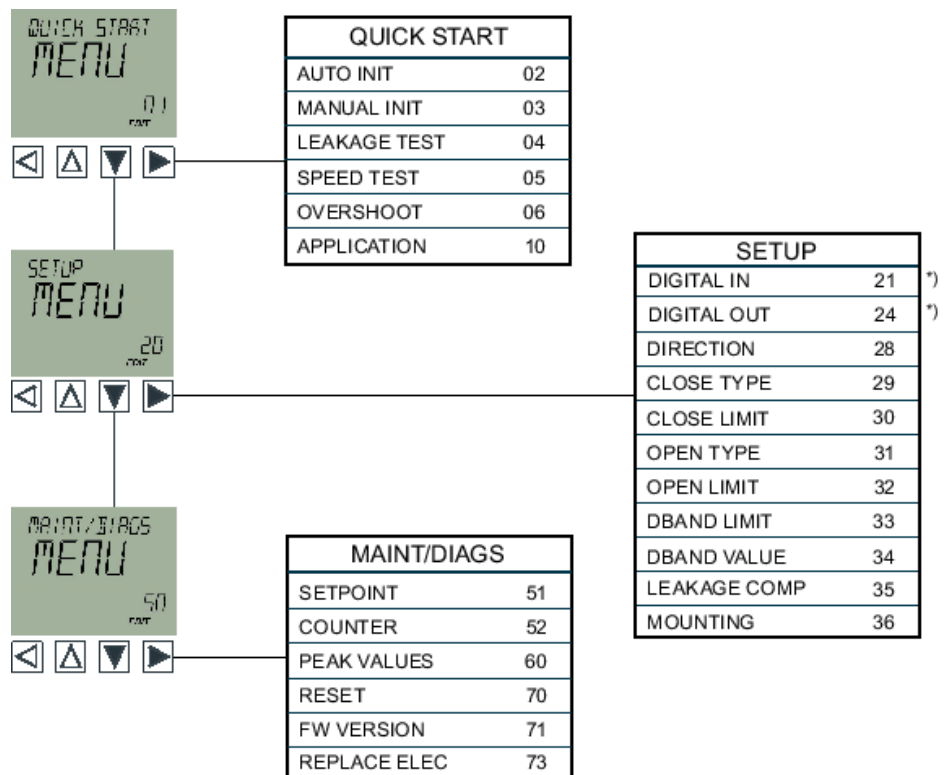 QUICK START
MENU
01
EDIT
QUICK START
AUTO INIT 02
MANUAL INIT 03
LEAKAGE TEST 04
SPEED TEST 05
OVERSHOOT 06
APPLICATION 10
SETUP
MENU
20
EDIT
SETUP
DIGITAL IN 21 *)
DIGITAL OUT 24 *)
DIRECTION 28
CLOSE TYPE 29
CLOSE LIMIT 30
OPEN TYPE 31
OPEN LIMIT 32
DBAND LIMIT 33
DBAND VALUE 34
LEAKAGE COMP 35
MOUNTING 36
MAINT/DIAGS
MENU
50
EDIT
MAINT/DIAGS
SETPOINT 51
COUNTER 52
PEAK VALUES 60
RESET 70
FW VERSION 71
REPLACE ELEC 73